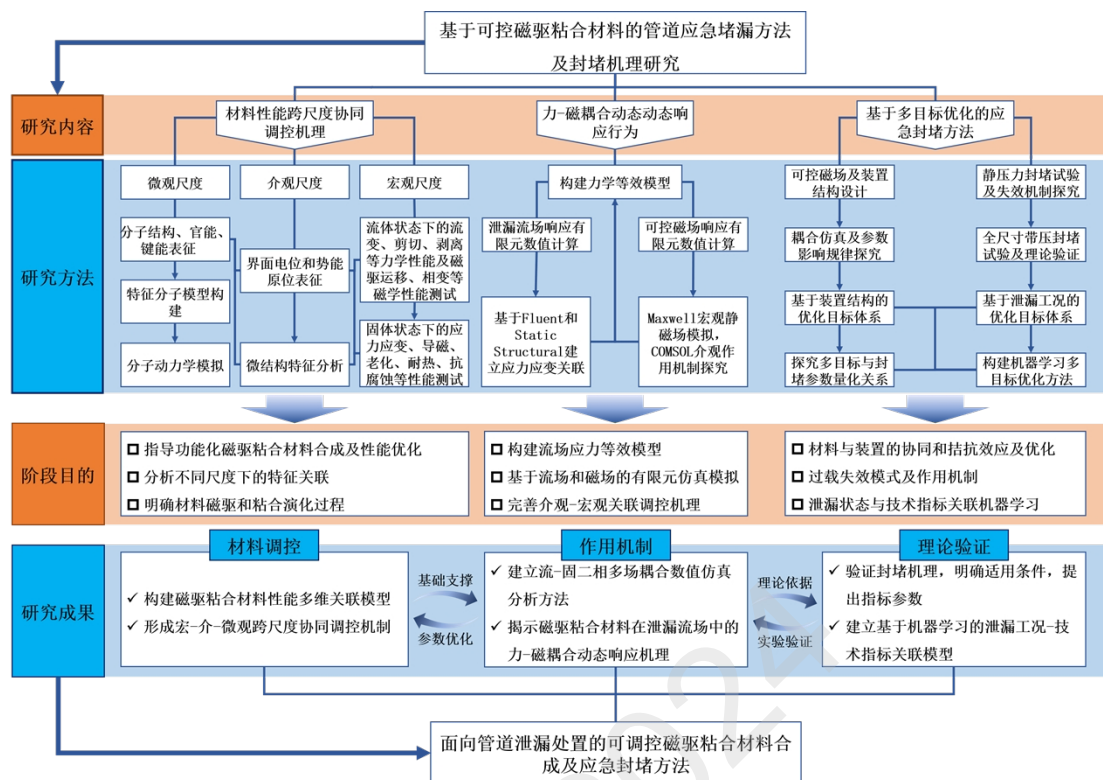 基于可控磁驱粘合材料的管道应急堵漏方法
及封堵机理研究
研究内容
材料性能跨尺度协同
调控机理
力-磁耦合动态动态响
应行为
基于多目标优化的应
急封堵方法
研究方法
微观尺度
介观尺度
宏观尺度
分子结构、官能、
键能表征
特征分子模型构
建
分子动力学模拟
界面电位和势能
原位表征
微结构特征分析
流体状态下的流
变、剪切、剥离
等力学性能及磁
驱运移、相变等
磁学性能测试
固体状态下的应
力应变、导磁、
老化、耐热、抗
腐蚀等性能测试
构建力学等效模型
泄漏流场响应有
限元数值计算
可控磁场响应有
限元数值计算
基于Fluent和
Static
Structural建
立应力应变关联
Maxwell宏观静
磁场模拟，
COMSOL介观作
用机制探究
可控磁场及装置
结构设计
耦合仿真及参数
影响规律探究
基于装置结构的
优化目标体系
探究多目标与封
堵参数量化关系
静压力封堵试验
及失效机制探究
全尺寸带压封堵
试验及理论验证
基于泄漏工况的
优化目标体系
构建机器学习多
目标优化方法
阶段目的
指导功能化磁驱粘合材料合成及性能优化
分析不同尺度下的特征关联
明确材料磁驱和粘合演化过程
构建流场应力等效模型
基于流场和磁场的有限元仿真模拟
完善介观-宏观关联调控机理
材料与装置的协同和拮抗效应及优化
过载失效模式及作用机制
泄漏状态与技术指标关联机器学习
研究成果
材料调控
构建磁驱粘合材料性能多维关联模型
形成宏-介-微观跨尺度协同调控机制
基础支撑
参数优化
作用机制
建立流-固二相多场耦合数值仿真
分析方法
揭示磁驱粘合材料在泄漏流场中的
力-磁耦合动态响应机理
理论依据
实验验证
理论验证
验证封堵机理，明确适用条件，提
出指标参数
建立基于机器学习的泄漏工况-技
术指标关联模型
2024
面向管道泄漏处置的可调控磁驱粘合材料合
成及应急封堵方法